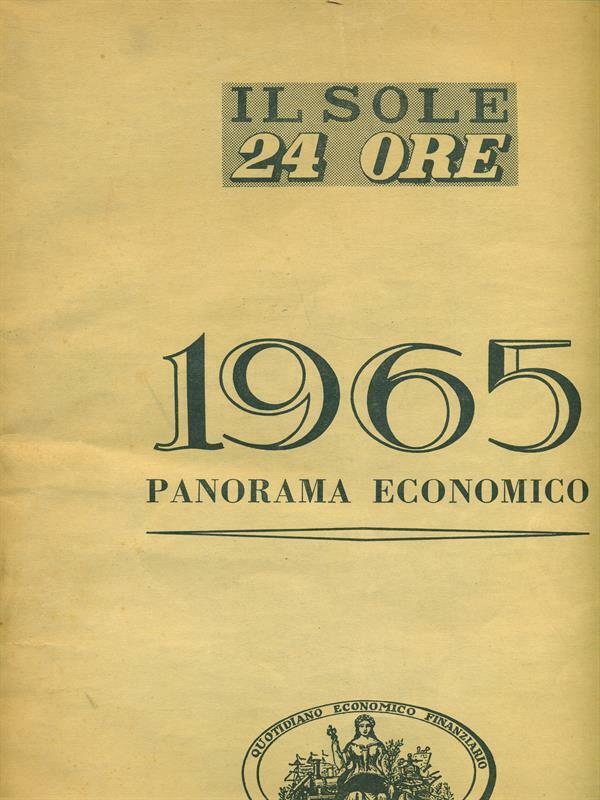 IL SOLE
24 ORE
1965
PANORAMA ECONOMICO
QUOTIDIANO ECONOMICO FINANZIARIO